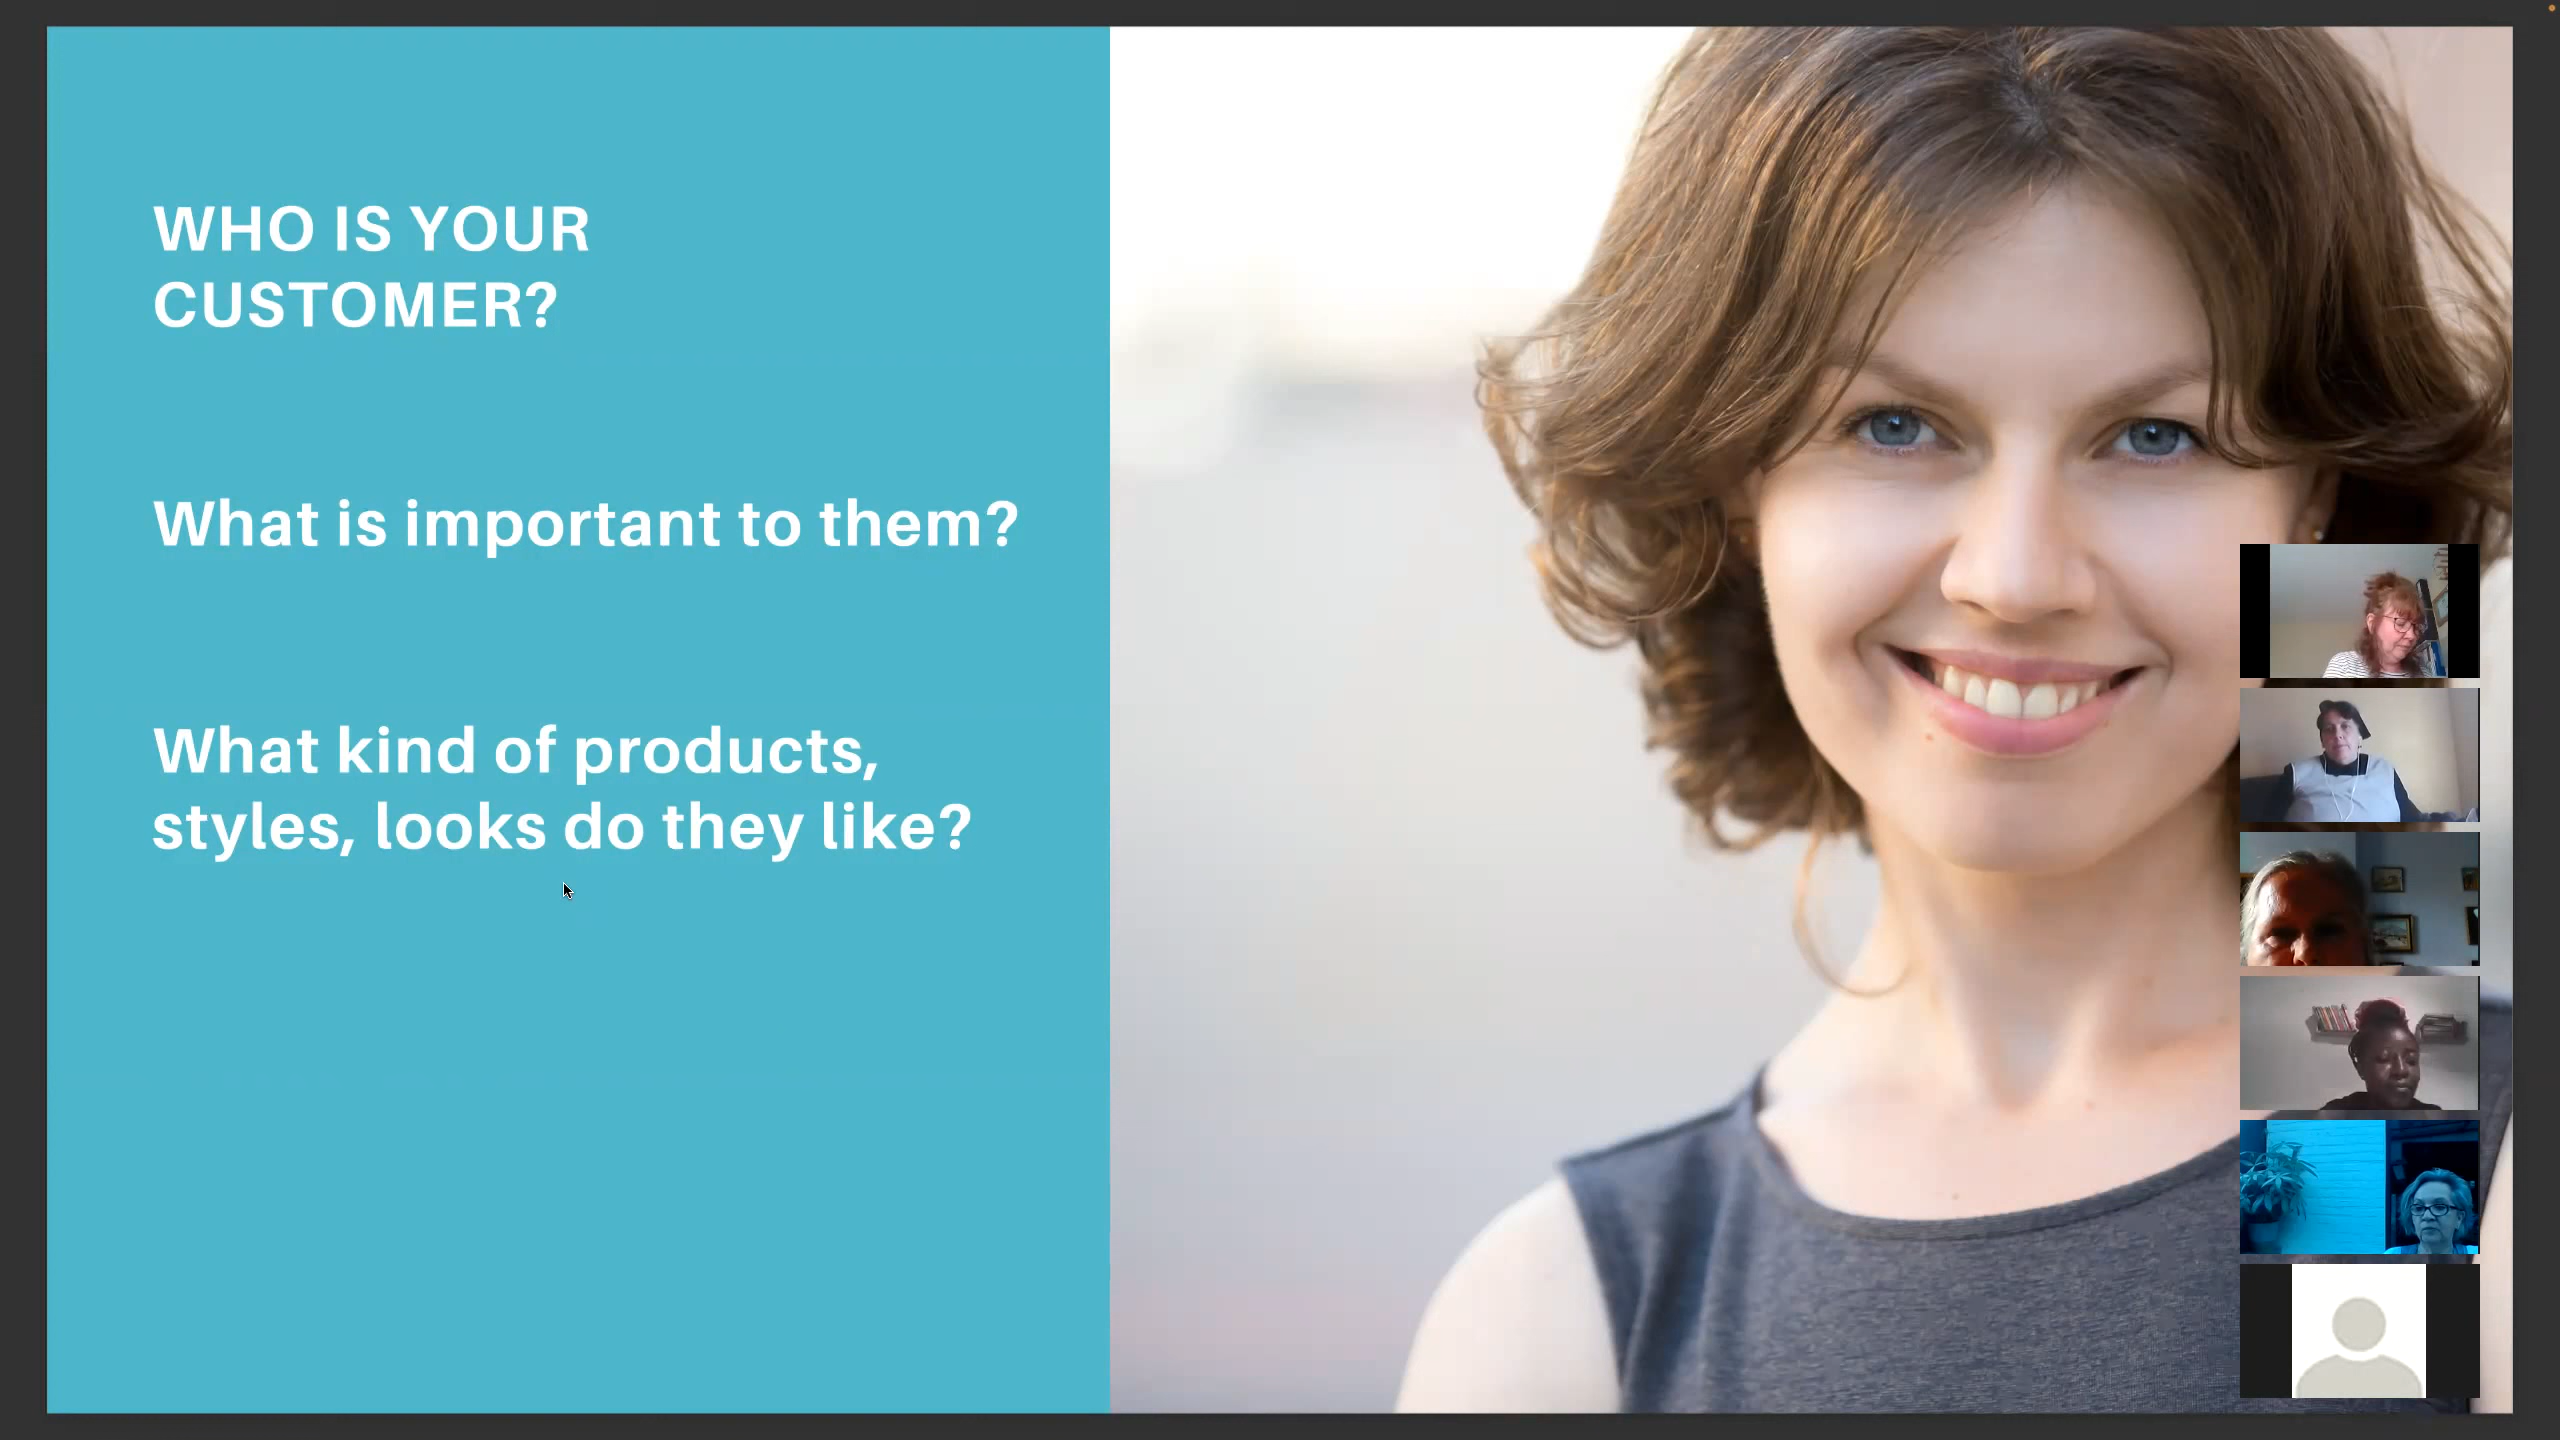 WHO IS YOUR
CUSTOMER?
What is important to them?
What kind of products,
styles, looks do they like?